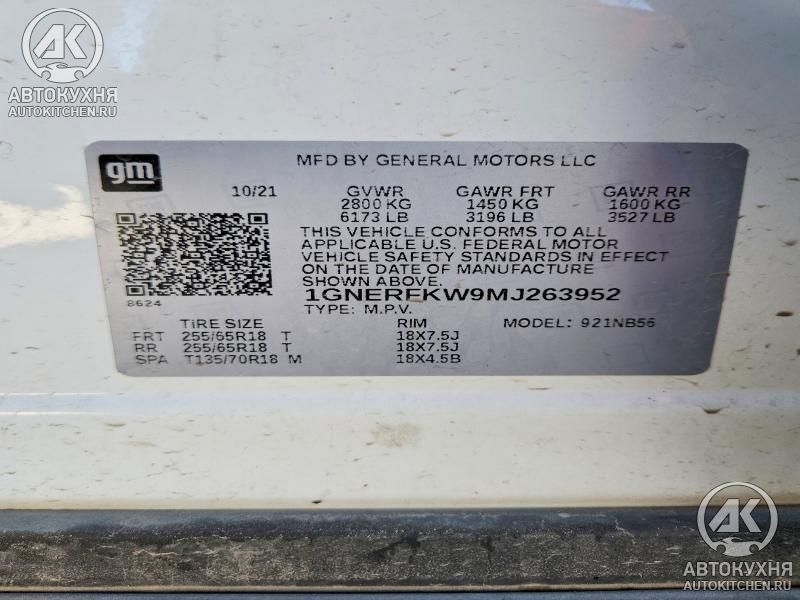 AK
АВТОКУХНЯ
AUTOKITCHEN.RU
gm
MFD BY GENERAL MOTORS LLC
10/21 GVWR GAWR FRT GAWR RR
2800 KG 1450 KG 1600 KG
6173 LB 3196 LB 3527 LB
THIS VEHICLE CONFORMS TO ALL
APPLICABLE U.S. FEDERAL MOTOR
VEHICLE SAFETY STANDARDS IN EFFECT
ON THE DATE OF MANUFACTURE
SHOWN ABOVE.
8624
1GNERFKW9MJ263952
TYPE: M.P.V.
TIRE SIZE RIM MODEL: 921NB56
FRT 255/65R18 T 18X7.5J
RR 255/65R18 T 18X7.5J
SPA T135/70R18 M 18X4.5B
AK
АВТОКУХНЯ
AUTOKITCHEN.RU